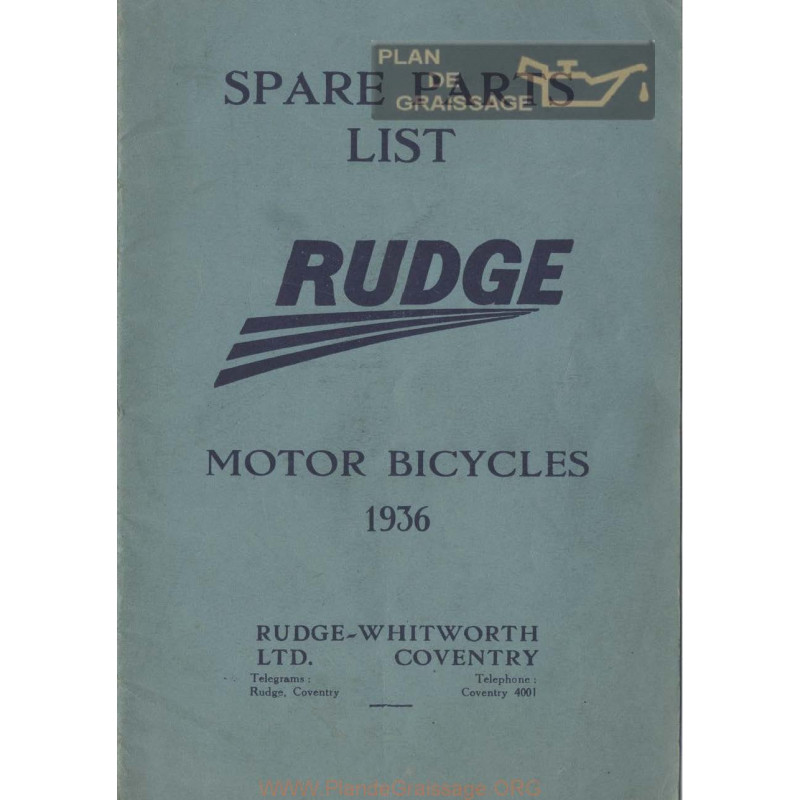 PLAN
DE
GRAISSAGE
SPARE PARTS
LIST
RUDGE
MOTOR BICYCLES
1936
RUDGE-WHITWORTH
LTD. COVENTRY
Telegrams : Telephone :
Rudge, Coventry Coventry 4001
www.PlandeGraissage.ORG